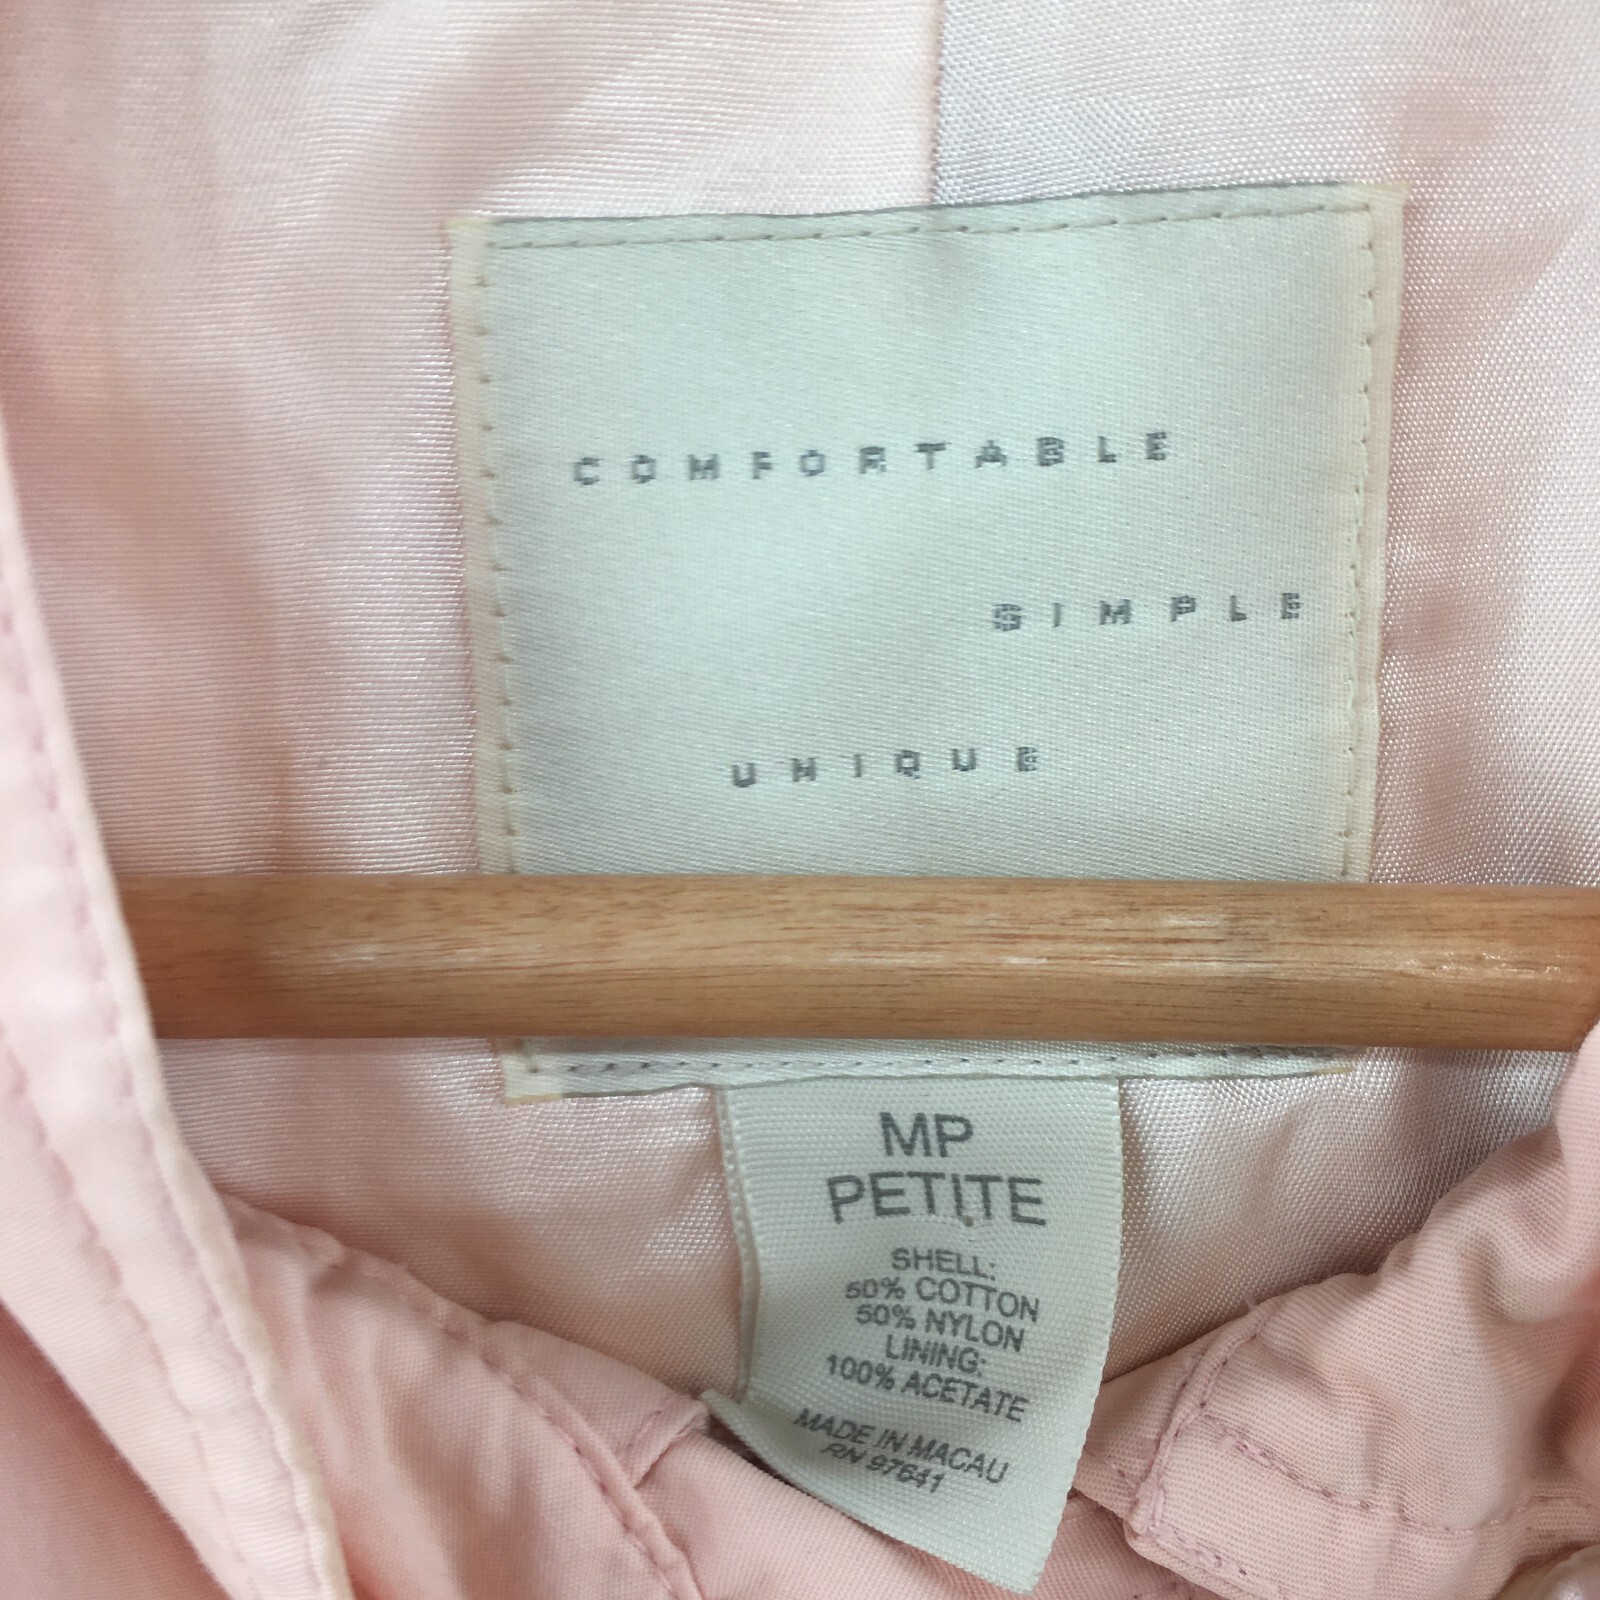 COMFORTABLE
SIMPLE
UNIQUE
MP
PETITE
SHELL:
50% COTTON
50% NYLON
LINING:
100% ACETATE
MADE IN MACAU
RN 97641